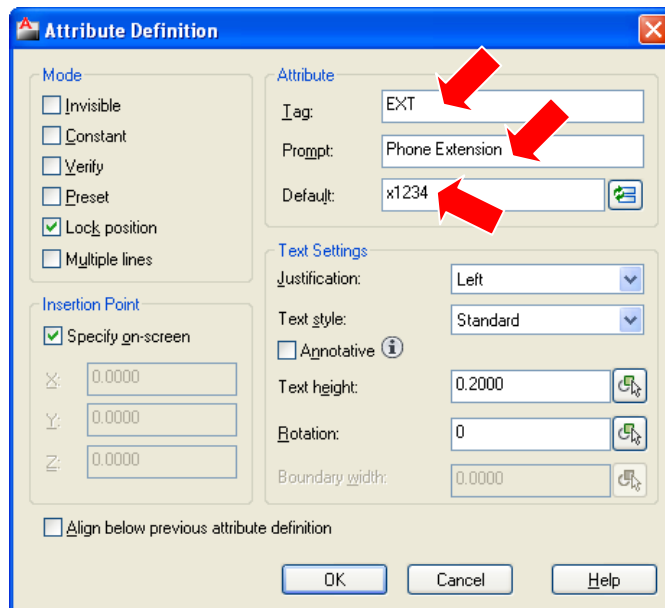 Attribute Definition
Mode
Invisible
Constant
Verify
Preset
Lock position
Multiple lines
Insertion Point
Specify on-screen
X: 0.0000
Y: 0.0000
Z: 0.0000
Attribute
Tag: EXT
Prompt: Phone Extension
Default: x1234
Text Settings
Justification: Left
Text style: Standard
Annotative
Text height: 0.2000
Rotation: 0
Boundary width: 0.0000
Align below previous attribute definition
OK Cancel Help